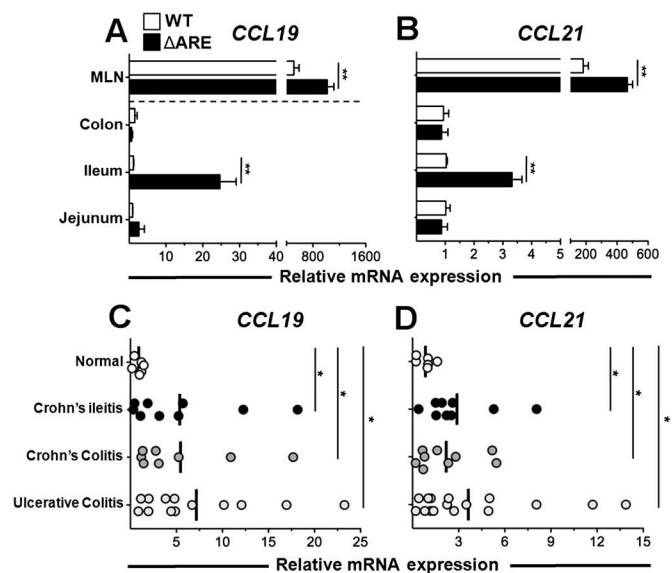 A
WT
ΔARE
CCL19
B
CCL21
MLN
Colon
Ileum
Jejunum
**
**
**
**
10 20 30 40 800 1600
1 2 3 4 5 200 400 600
Relative mRNA expression
C
CCL19
D
CCL21
Normal
Crohn's ileitis
Crohn's Colitis
Ulcerative Colitis
*
*
*
*
*
*
5 10 15 20 25
3 6 9 12 15
Relative mRNA expression